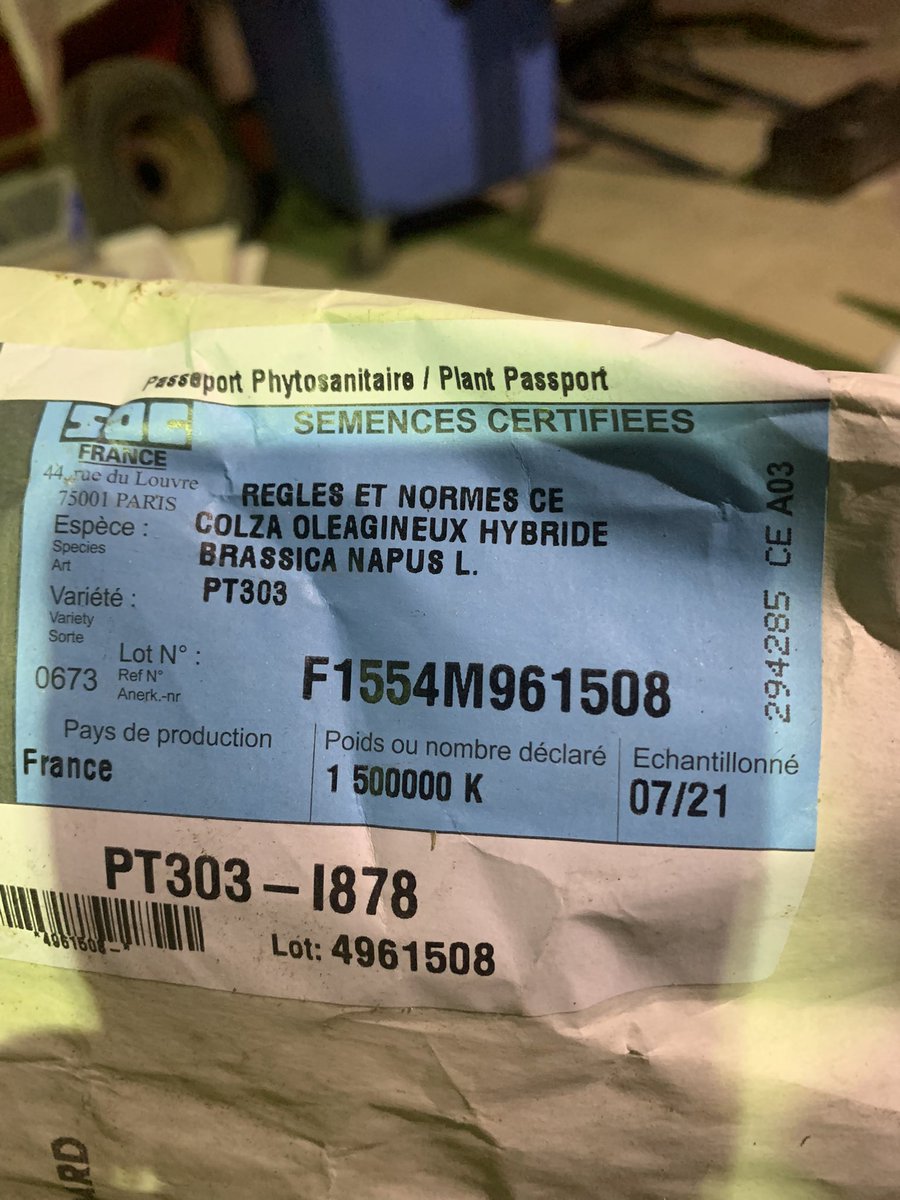 Passeport Phytosanitaire / Plant Passport
SOC
FRANCE
44, rue du Louvre
75001 PARIS
SEMENCES CERTIFIEES
REGLES ET NORMES CE
Espèce : COLZA OLEAGINEUX HYBRIDE
Species
Art
BRASSICA NAPUS L.
Variété : PT303
Variety
Sorte
Lot N° :
0673 Ref N° F1554M961508
Anerk.-nr
Pays de production
France
Poids ou nombre déclaré
1 500000 K
Echantillonné
07/21
294285 CE A03
PT303 – I878
*4961508-*
Lot: 4961508
ARD